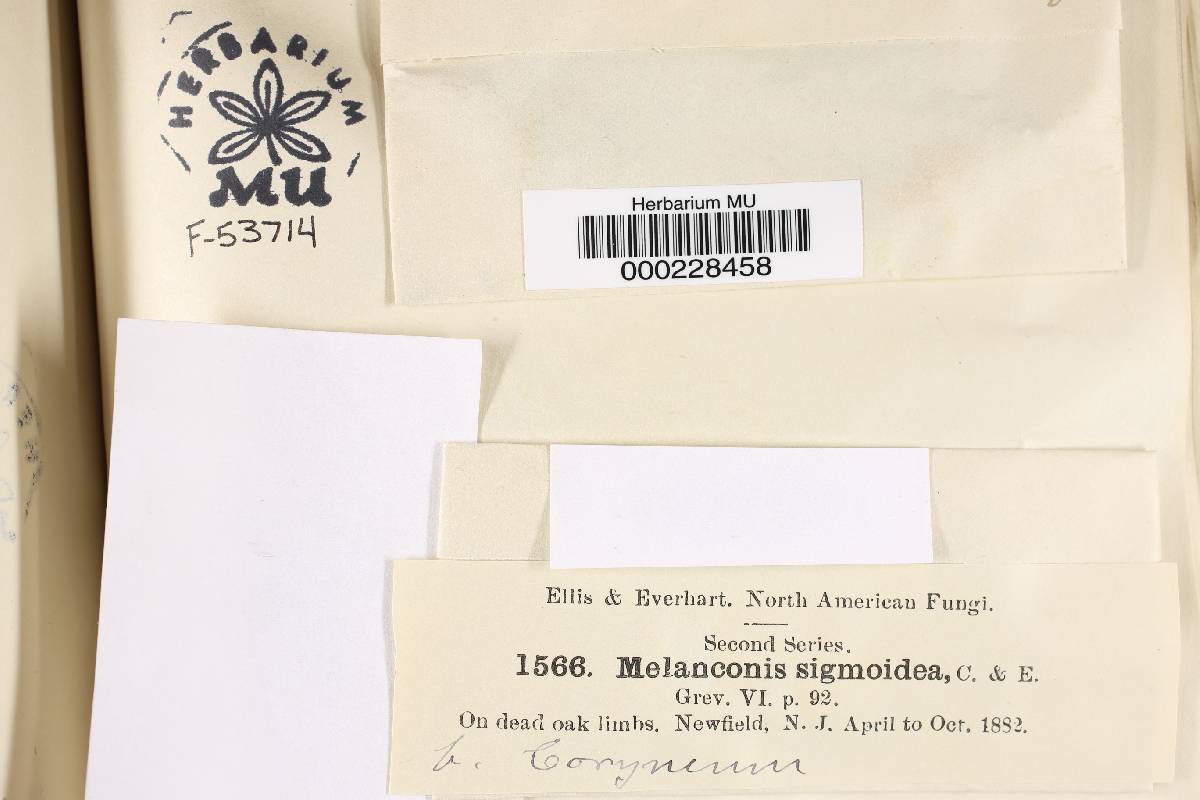 HERBARIUM
MU
F-53714
Herbarium MU
000228458
Ellis & Everhart. North American Fungi.
Second Series.
1566. Melanconis sigmoidea, C. & E.
Grev. VI. p. 92.
On dead oak limbs. Newfield, N. J. April to Oct. 1882.
b. Coryneum